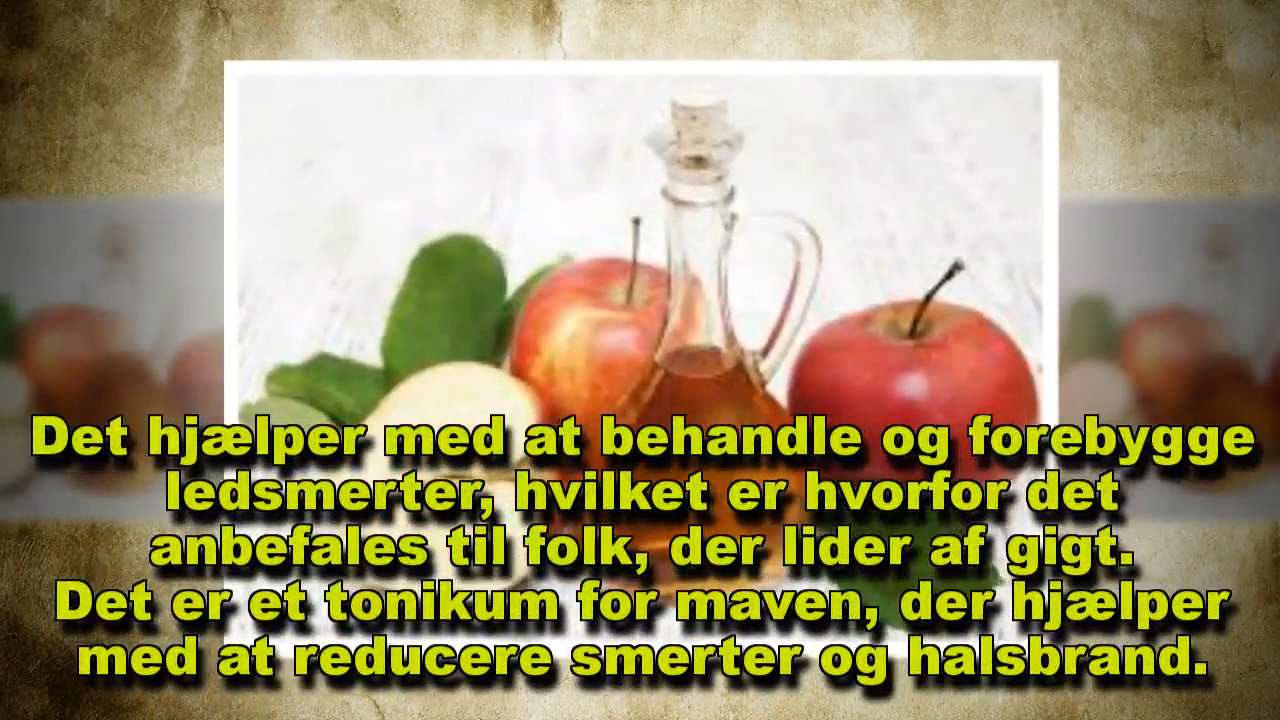 Det hjælper med at behandle og forebygge
ledsmerter, hvilket er hvorfor det
anbefales til folk, der lider af gigt.
Det er et tonikum for maven, der hjælper
med at reducere smerter og halsbrand.